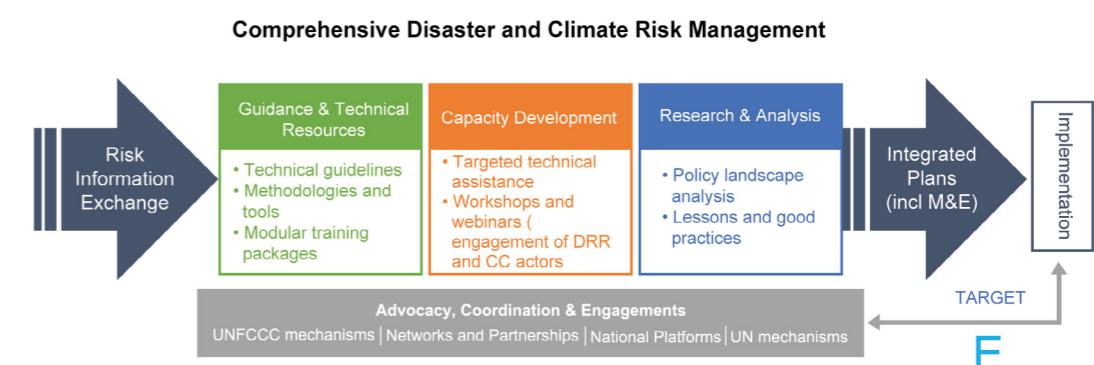 Comprehensive Disaster and Climate Risk Management
Risk
Information
Exchange
Guidance & Technical
Resources
• Technical guidelines
• Methodologies and
tools
• Modular training
packages
Capacity Development
• Targeted technical
assistance
• Workshops and
webinars (
engagement of DRR
and CC actors
Research & Analysis
• Policy landscape
analysis
• Lessons and good
practices
Integrated
Plans
(incl M&E)
Implementation
Advocacy, Coordination & Engagements
UNFCCC mechanisms | Networks and Partnerships | National Platforms | UN mechanisms
TARGET
E